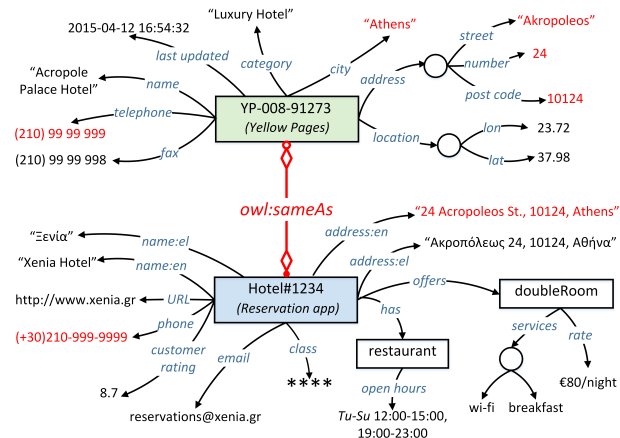 2015-04-12 16:54:32
“Luxury Hotel”
“Athens”
“Akropoleos”
last updated
category
city
street
number
24
“Acropole
Palace Hotel”
name
address
post code
10124
telephone
YP-008-91273
(Yellow Pages)
(210) 99 99 999
fax
location
lon
23.72
(210) 99 99 998
lat
37.98
owl:sameAs
“24 Acropoleos St., 10124, Athens”
“Ξενία”
name:el
address:en
“Ακροπόλεως 24, 10124, Αθήνα”
“Xenia Hotel”
name:en
address:el
http://www.xenia.gr
URL
Hotel#1234
(Reservation app)
offers
doubleRoom
(+30)210-999-9999
phone
has
services
rate
customer
rating
email
class
restaurant
8.7
****
open hours
€80/night
wi-fi
breakfast
reservations@xenia.gr
Tu-Su 12:00-15:00,
19:00-23:00